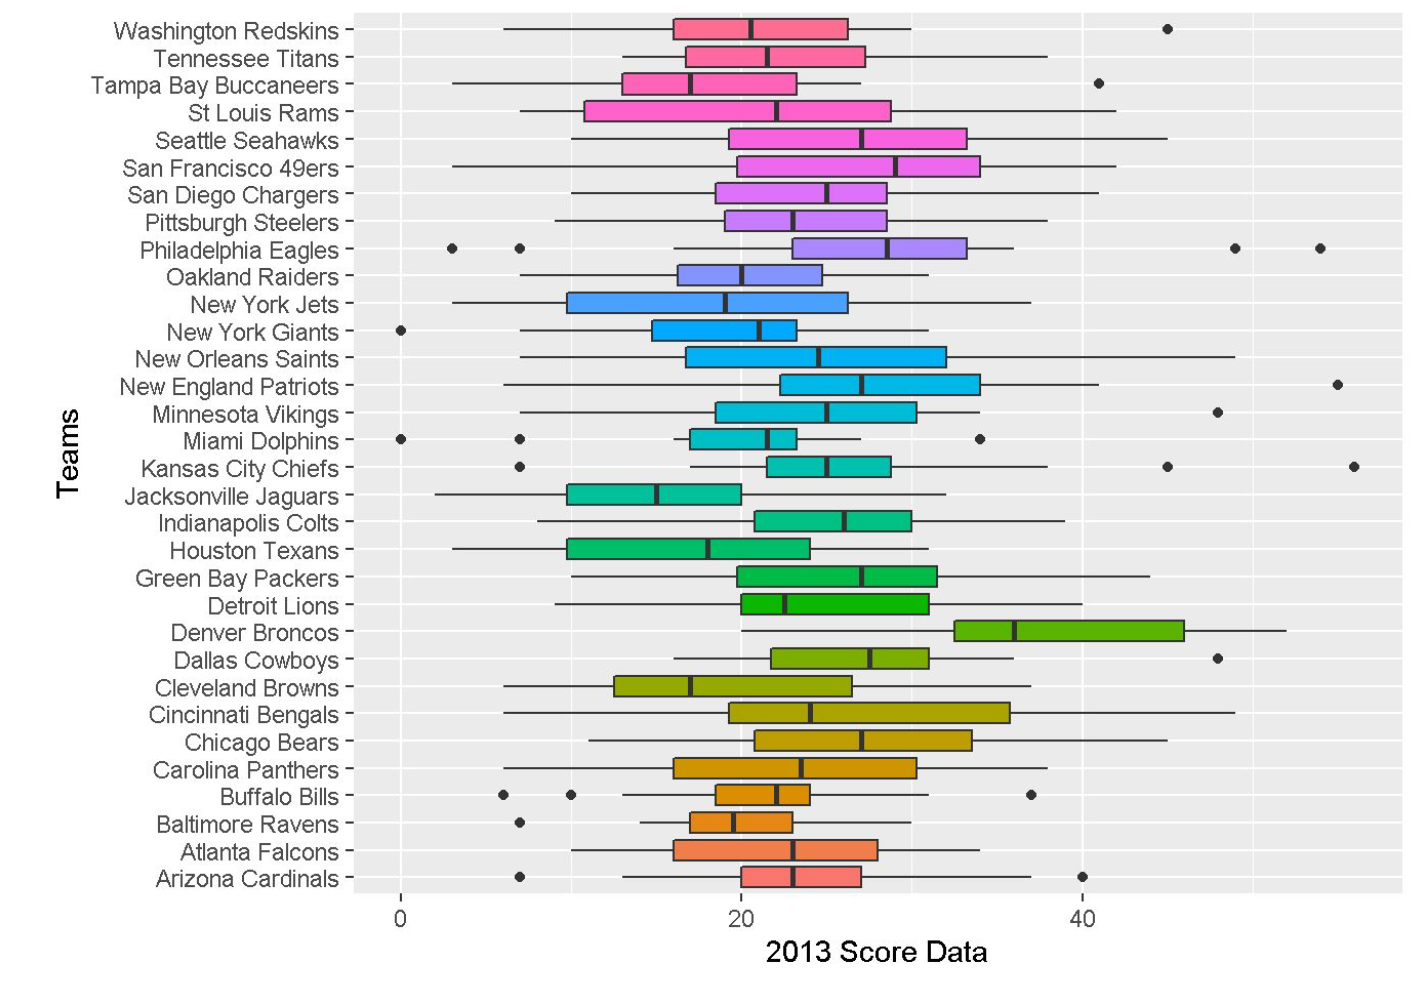 Washington Redskins
Tennessee Titans
Tampa Bay Buccaneers
St Louis Rams
Seattle Seahawks
San Francisco 49ers
San Diego Chargers
Pittsburgh Steelers
Philadelphia Eagles
Oakland Raiders
New York Jets
New York Giants
New Orleans Saints
New England Patriots
Minnesota Vikings
Miami Dolphins
Kansas City Chiefs
Jacksonville Jaguars
Indianapolis Colts
Houston Texans
Green Bay Packers
Detroit Lions
Denver Broncos
Dallas Cowboys
Cleveland Browns
Cincinnati Bengals
Chicago Bears
Carolina Panthers
Buffalo Bills
Baltimore Ravens
Atlanta Falcons
Arizona Cardinals
Teams
0 20 40
2013 Score Data